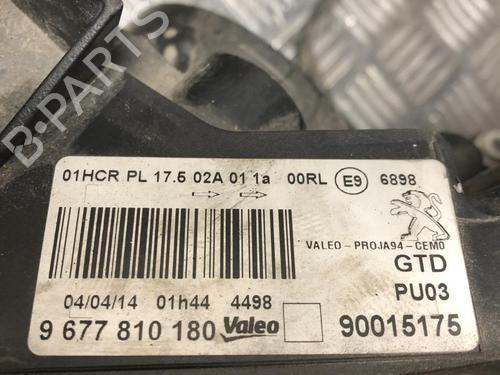 B-PARTS
01HCR PL 17.5 02A 01 1a 00RL E9 6898
VALEO - PROJA94 - CEMO
GTD
PU03
04/04/14 01h44 4498
9 677 810 180 Valeo 90015175